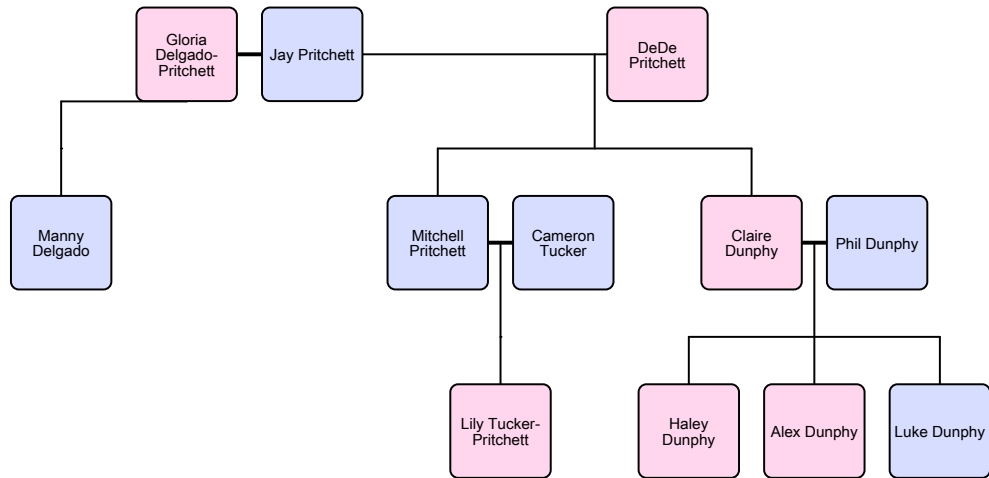 Gloria
Delgado-
Pritchett
Jay Pritchett
DeDe
Pritchett
Manny
Delgado
Mitchell
Pritchett
Cameron
Tucker
Claire
Dunphy
Phil Dunphy
Lily Tucker-
Pritchett
Haley
Dunphy
Alex Dunphy
Luke Dunphy